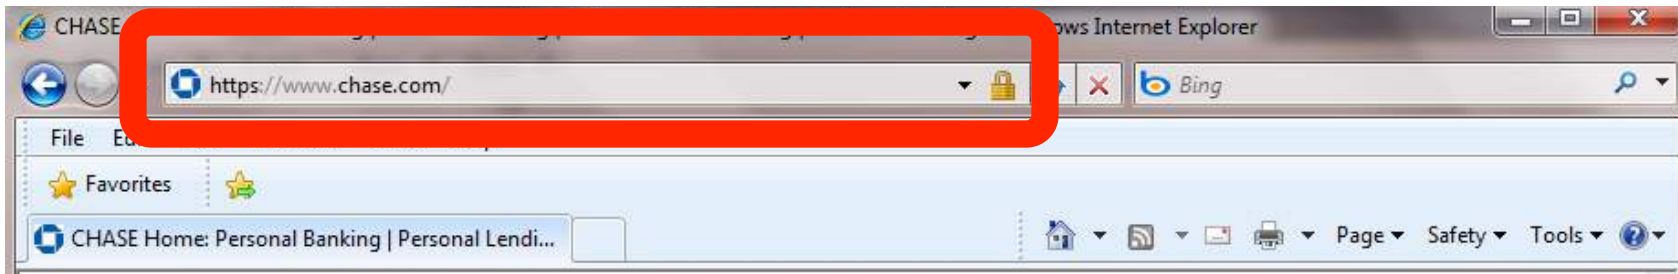 CHASE ows Internet Explorer
https://www.chase.com/ Bing
File
Favorites
CHASE Home: Personal Banking | Personal Lendi... Page Safety Tools